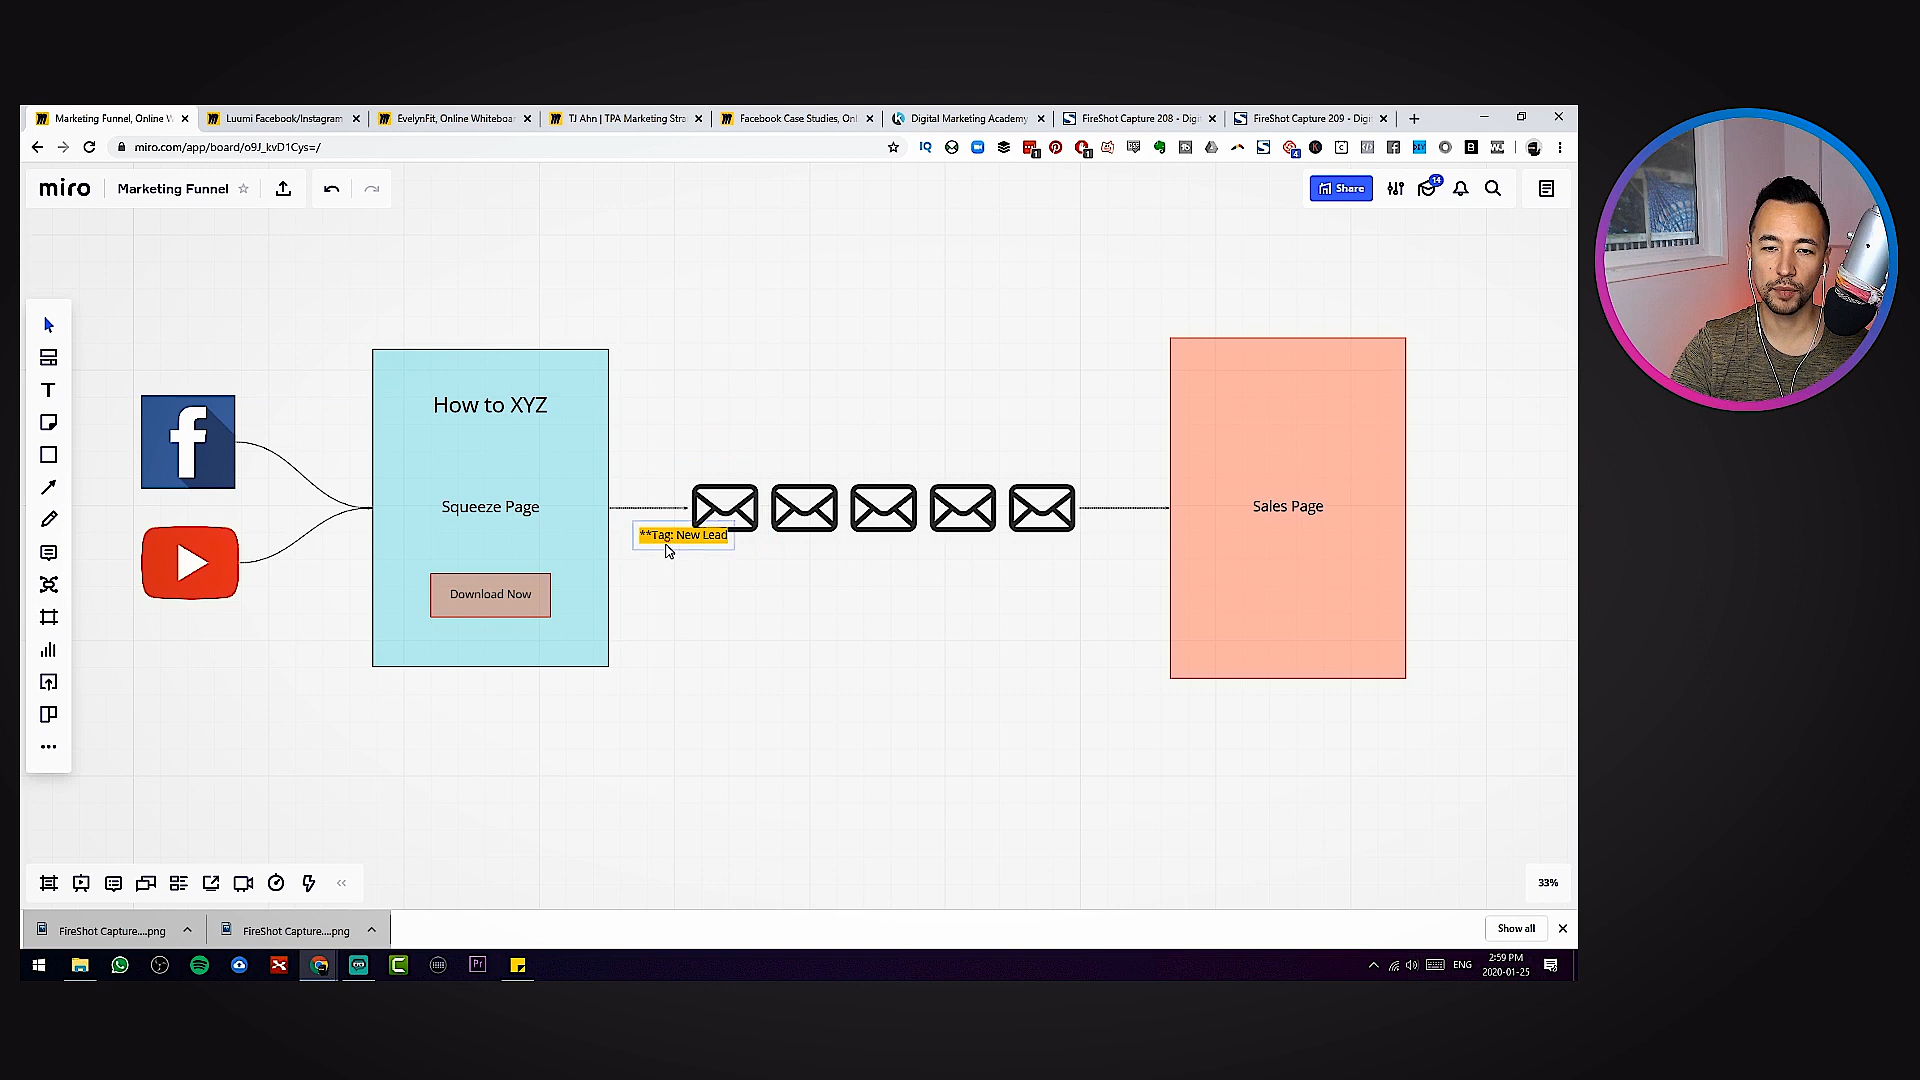 Marketing Funnel, Online W
Luumi Facebook/Instagram
EvelynFit, Online Whiteboar
TJ Ahn | TPA Marketing Stra
Facebook Case Studies, Onl
Digital Marketing Academy
FireShot Capture 208 - Digi
FireShot Capture 209 - Digi
miro.com/app/board/o9J_kvD1Cys=/
miro
Marketing Funnel
Share
14
How to XYZ
Squeeze Page
**Tag: New Lead
Download Now
Sales Page
33%
FireShot Capture....png
FireShot Capture....png
Show all
ENG
2:59 PM
2020-01-25